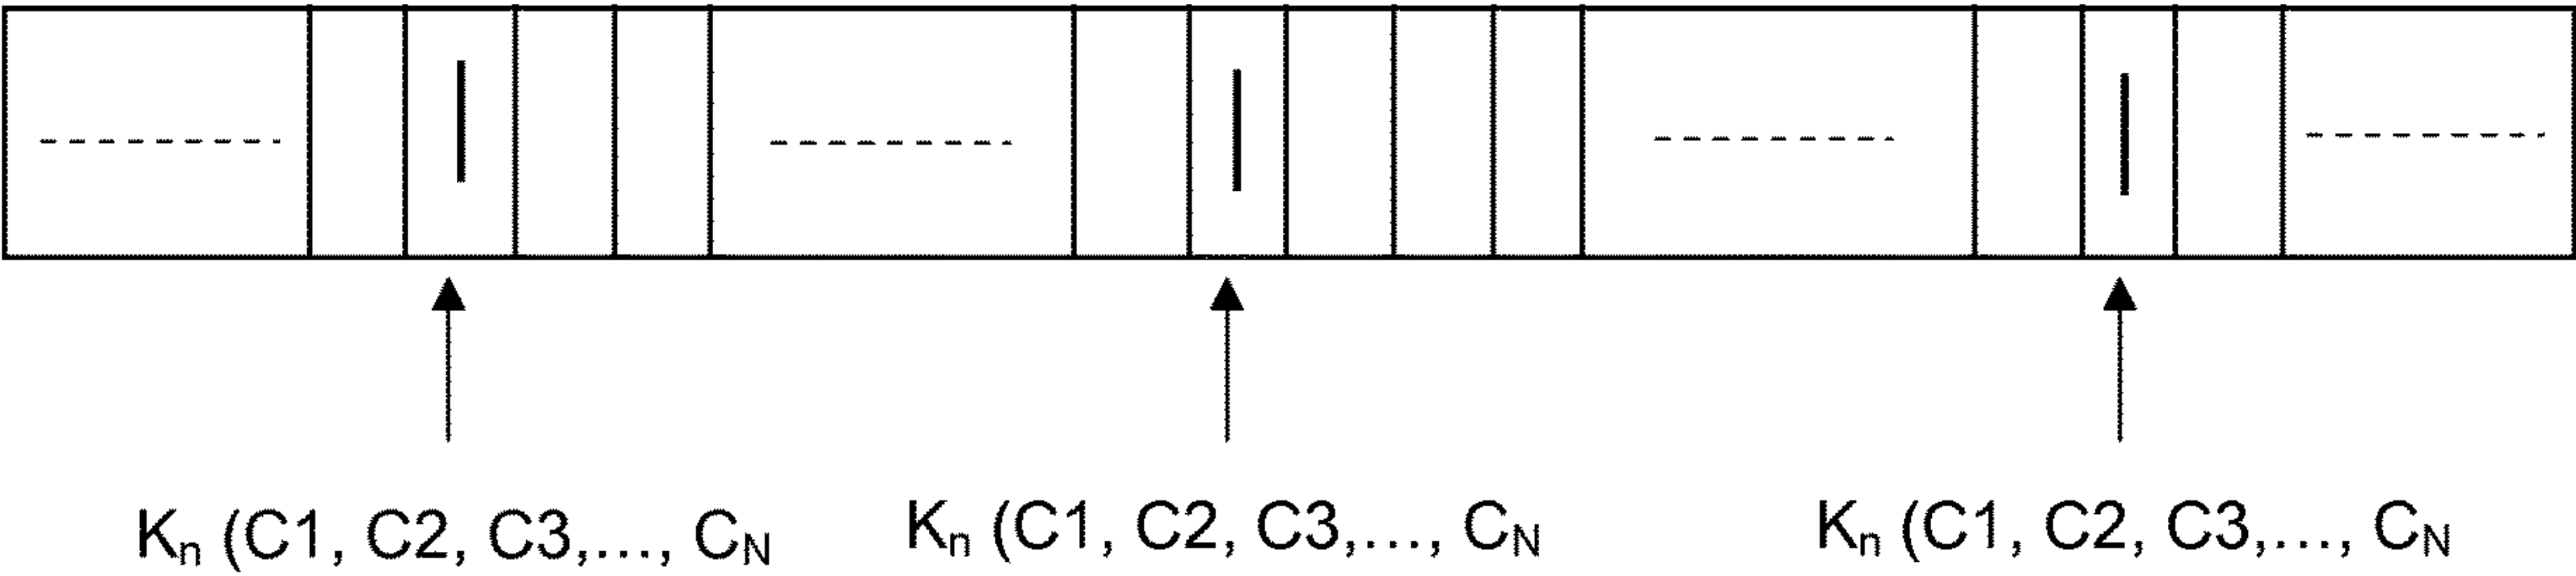 Kn (C1, C2, C3,..., CN
Kn (C1, C2, C3,..., CN
Kn (C1, C2, C3,..., CN